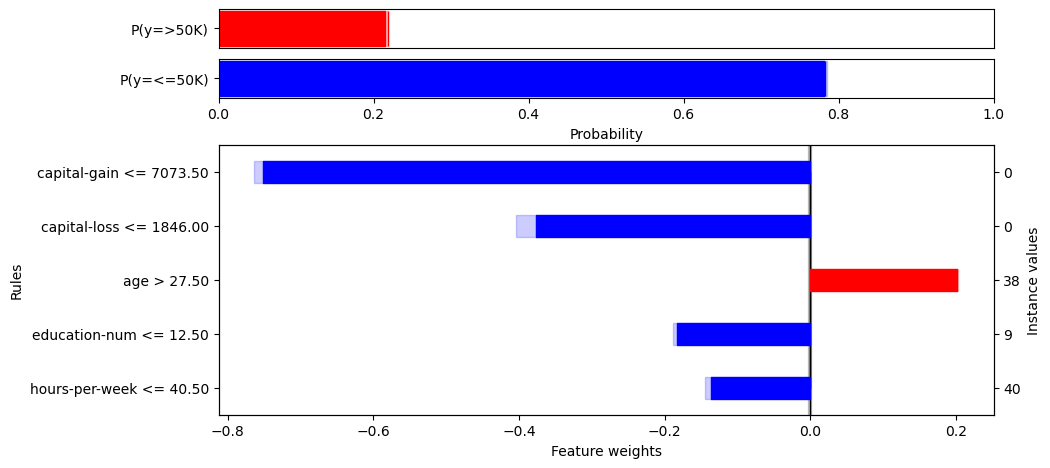 P(y=>50K)
P(y=<=50K)
0.0 0.2 0.4 0.6 0.8 1.0
Probability
capital-gain <= 7073.50 0
capital-loss <= 1846.00 0
age > 27.50 38
education-num <= 12.50 9
hours-per-week <= 40.50 40
Rules
Instance values
−0.8 −0.6 −0.4 −0.2 0.0 0.2
Feature weights